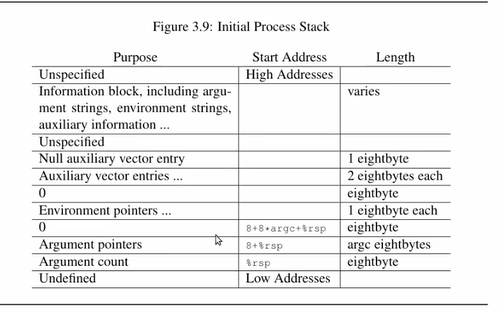 Figure 3.9: Initial Process Stack
Purpose Start Address Length
Unspecified High Addresses
Information block, including argu-
ment strings, environment strings,
auxiliary information ... varies
Unspecified
Null auxiliary vector entry 1 eightbyte
Auxiliary vector entries ... 2 eightbytes each
0 eightbyte
Environment pointers ... 1 eightbyte each
0 8+8*argc+%rsp eightbyte
Argument pointers 8+%rsp argc eightbytes
Argument count %rsp eightbyte
Undefined Low Addresses